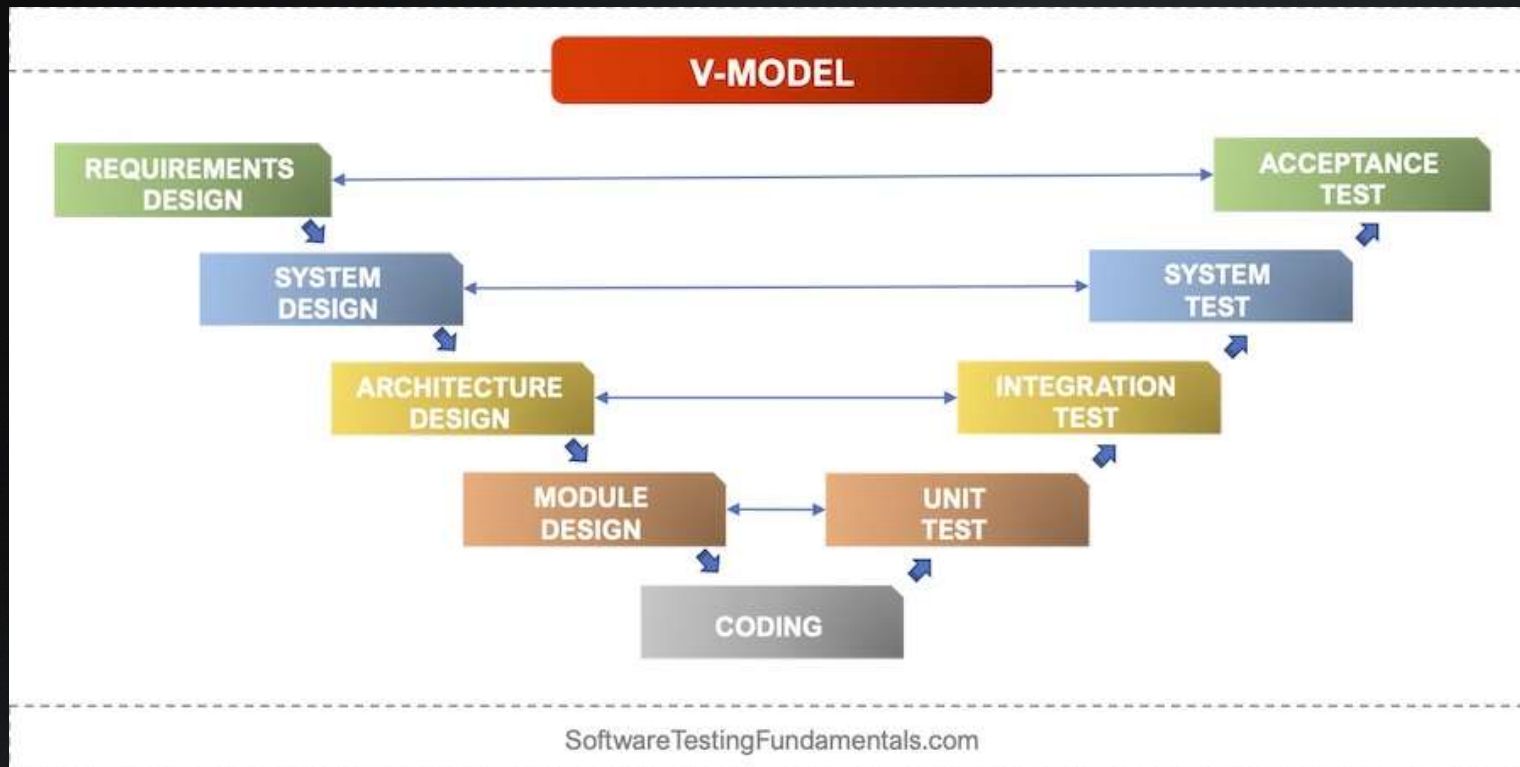 V-MODEL
REQUIREMENTS
DESIGN
ACCEPTANCE
TEST
SYSTEM
DESIGN
SYSTEM
TEST
ARCHITECTURE
DESIGN
INTEGRATION
TEST
MODULE
DESIGN
UNIT
TEST
CODING
SoftwareTestingFundamentals.com